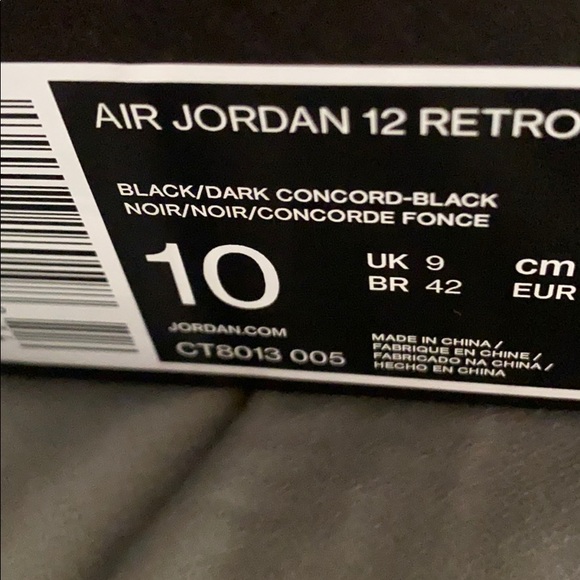 AIR JORDAN 12 RETRO
BLACK/DARK CONCORD-BLACK
NOIR/NOIR/CONCORDE FONCE
10
UK 9
BR 42
cm
EUR
JORDAN.COM
CT8013 005
MADE IN CHINA/
FABRIQUE EN CHINE/
FABRICADO NA CHINA/
HECHO EN CHINA